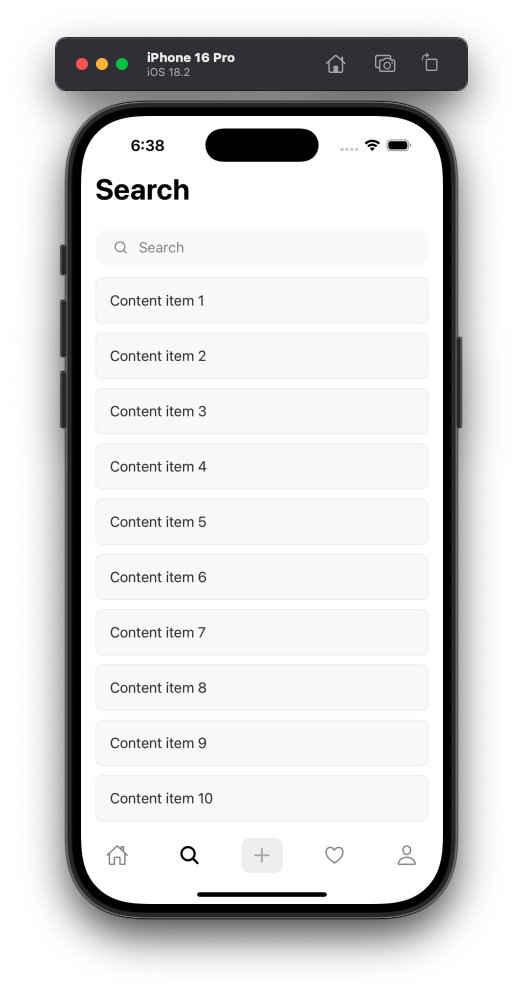 iPhone 16 Pro
iOS 18.2
6:38
Search
Search
Content item 1
Content item 2
Content item 3
Content item 4
Content item 5
Content item 6
Content item 7
Content item 8
Content item 9
Content item 10